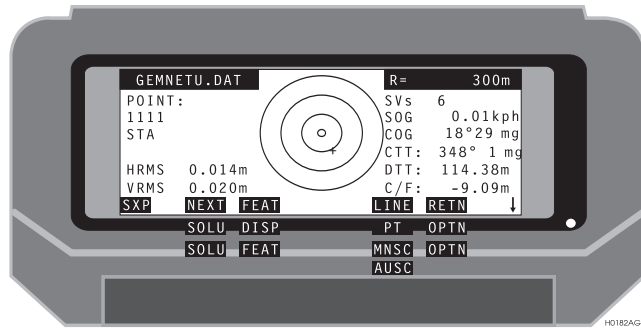 GEMNETU.DAT R= 300m
POINT: SVs 6
1111 SOG 0.01kph
STA COG 18°29 mg
CTT: 348° 1 mg
HRMS 0.014m DTT: 114.38m
VRMS 0.020m C/F: -9.09m
SXP NEXT FEAT LINE RETN ↓
SOLU DISP PT OPTN
SOLU FEAT MNSC OPTN
AUSC
H0182AG